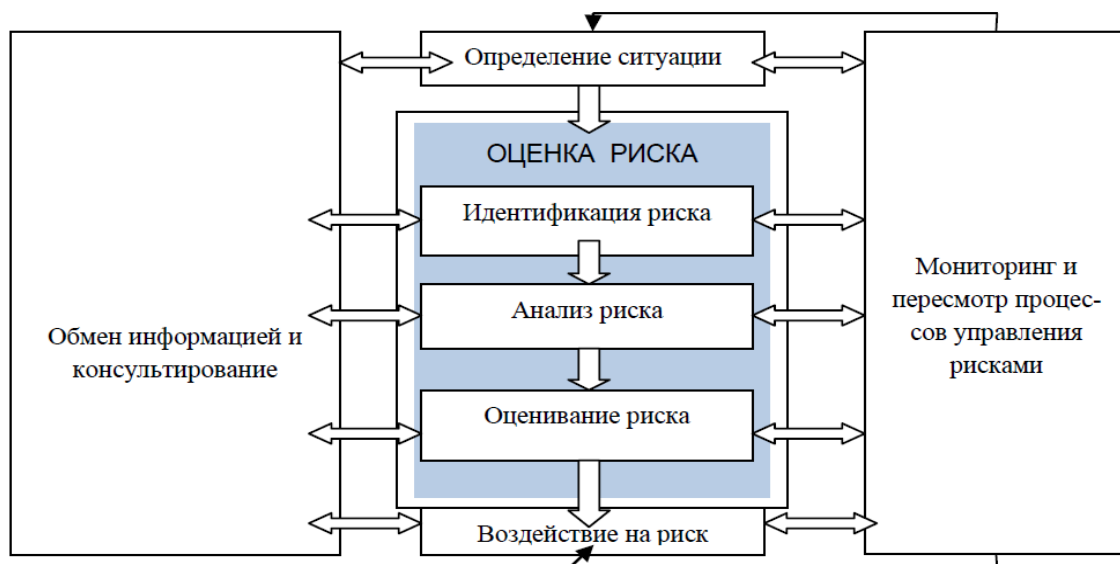 Определение ситуации
ОЦЕНКА РИСКА
Идентификация риска
Анализ риска
Оценивание риска
Воздействие на риск
Обмен информацией и
консультирование
Мониторинг и
пересмотр процес-
сов управления
рисками